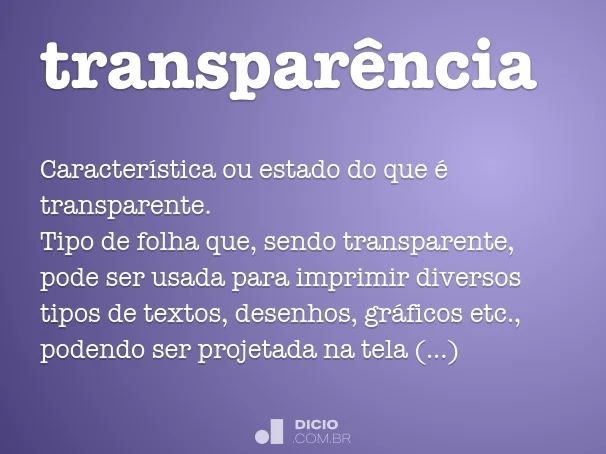 transparência
Característica ou estado do que é
transparente.
Tipo de folha que, sendo transparente,
pode ser usada para imprimir diversos
tipos de textos, desenhos, gráficos etc.,
podendo ser projetada na tela (...)
DICIO
.COM.BR